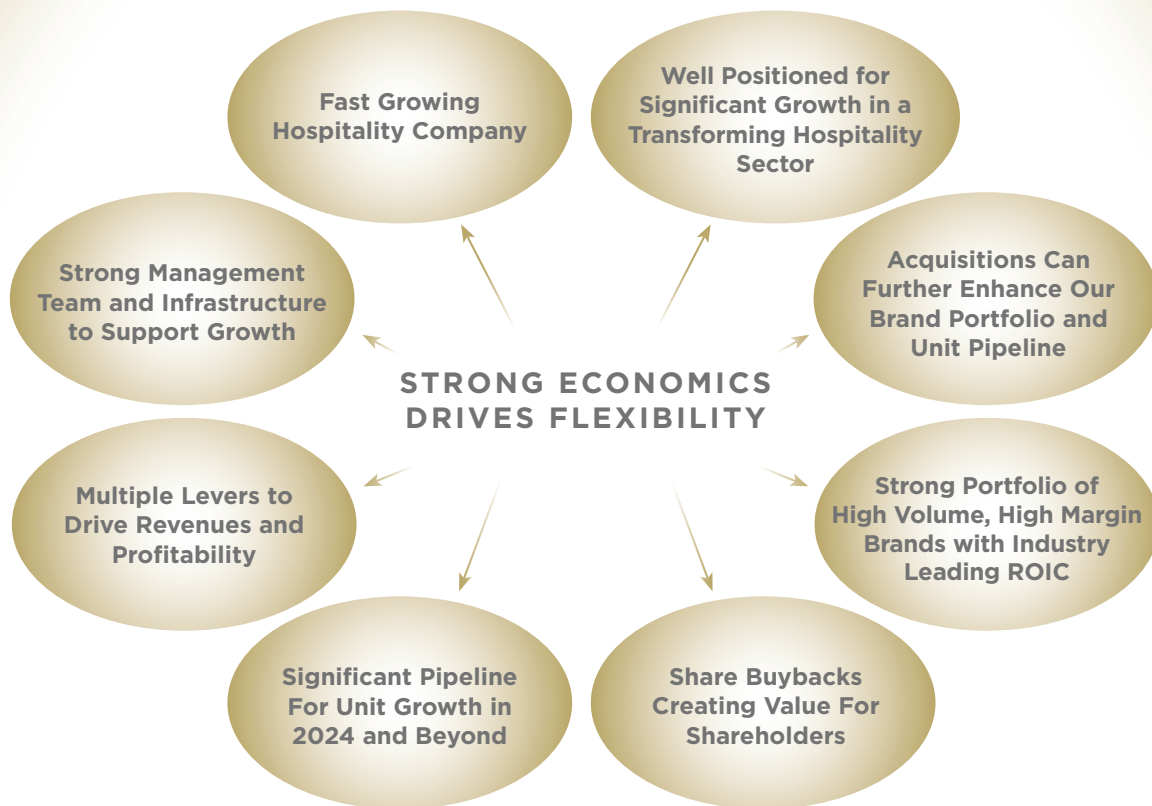 Fast Growing
Hospitality Company
Well Positioned for
Significant Growth in a
Transforming Hospitality
Sector
Strong Management
Team and Infrastructure
to Support Growth
Acquisitions Can
Further Enhance Our
Brand Portfolio and
Unit Pipeline
STRONG ECONOMICS
DRIVES FLEXIBILITY
Multiple Levers to
Drive Revenues and
Profitability
Strong Portfolio of
High Volume, High Margin
Brands with Industry
Leading ROIC
Significant Pipeline
For Unit Growth in
2024 and Beyond
Share Buybacks
Creating Value For
Shareholders